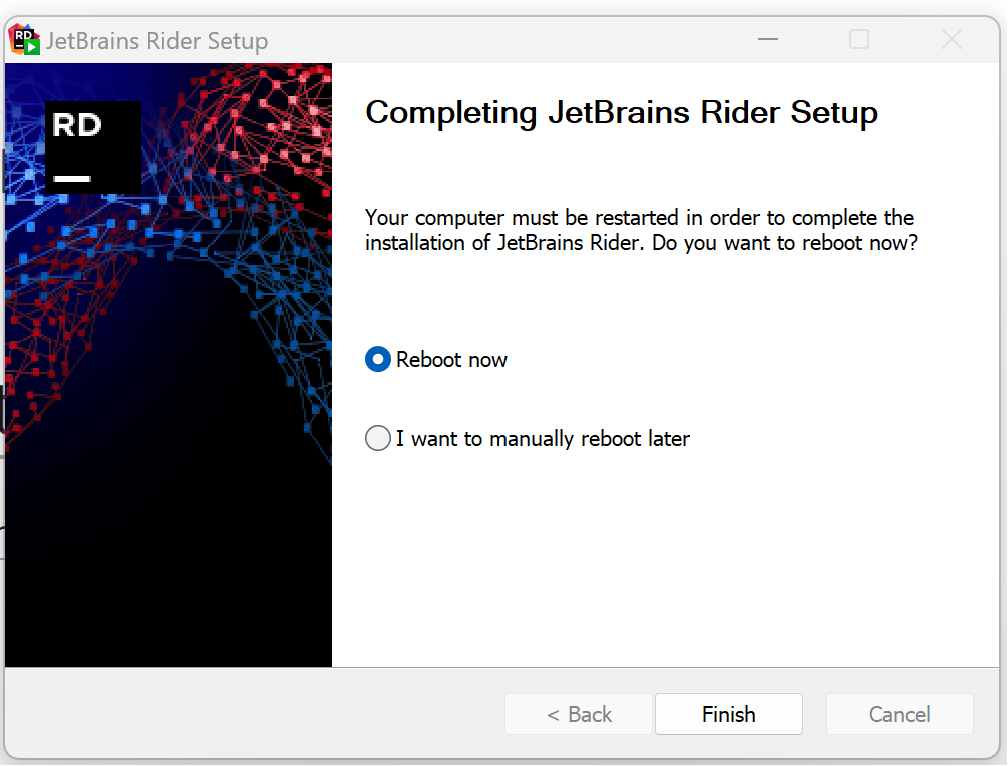 JetBrains Rider Setup
RD
Completing JetBrains Rider Setup
Your computer must be restarted in order to complete the
installation of JetBrains Rider. Do you want to reboot now?
Reboot now
I want to manually reboot later
< Back
Finish
Cancel